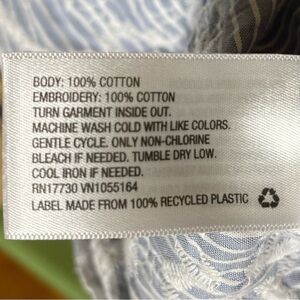 BODY: 100% COTTON
EMBROIDERY: 100% COTTON
TURN GARMENT INSIDE OUT.
MACHINE WASH COLD WITH LIKE COLORS.
GENTLE CYCLE. ONLY NON-CHLORINE
BLEACH IF NEEDED. TUMBLE DRY LOW.
COOL IRON IF NEEDED.
RN17730 VN1055164
LABEL MADE FROM 100% RECYCLED PLASTIC